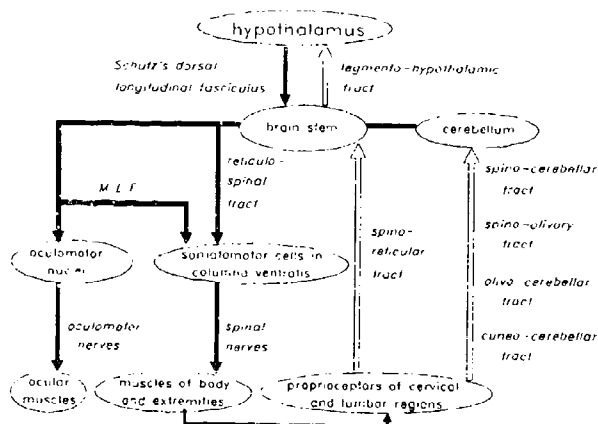 hypothalamus
Schutz's dorsal
longitudinal fasciculus
tegmento-hypothalamic
tract
brain stem
cerebellum
reticulo-
spinal
tract
M. L. F.
spino-
reticular
tract
spino-cerebellar
tract
spino-olivary
tract
olivo-cerebellar
tract
cuneo-cerebellar
tract
oculomotor
nuclei
somatomotor cells in
columna ventralis
oculomotor
nerves
spinal
nerves
ocular
muscles
muscles of body
and extremities
proprioceptors of cervical
and lumbar regions